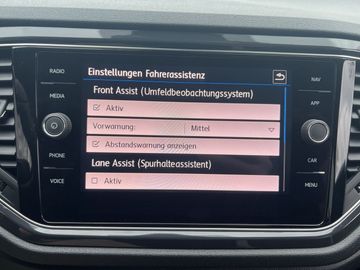 Einstellungen Fahrerassistenz
RADIO
MEDIA
PHONE
VOICE
Front Assist (Umfeldbeobachtungssystem)
Aktiv
Vorwarnung: Mittel
Abstandswarnung anzeigen
Lane Assist (Spurhalteassistent)
Aktiv
NAV
APP
CAR
MENU